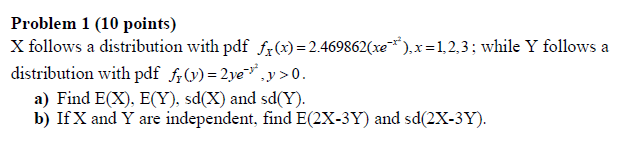 Problem 1 (10 points)
X follows a distribution with pdf f_X(x) = 2.469862(xe^{-x^2}), x = 1,2,3; while Y follows a
distribution with pdf f_Y(y) = 2ye^{-y^2}, y > 0.
a) Find E(X), E(Y), sd(X) and sd(Y).
b) If X and Y are independent, find E(2X-3Y) and sd(2X-3Y).